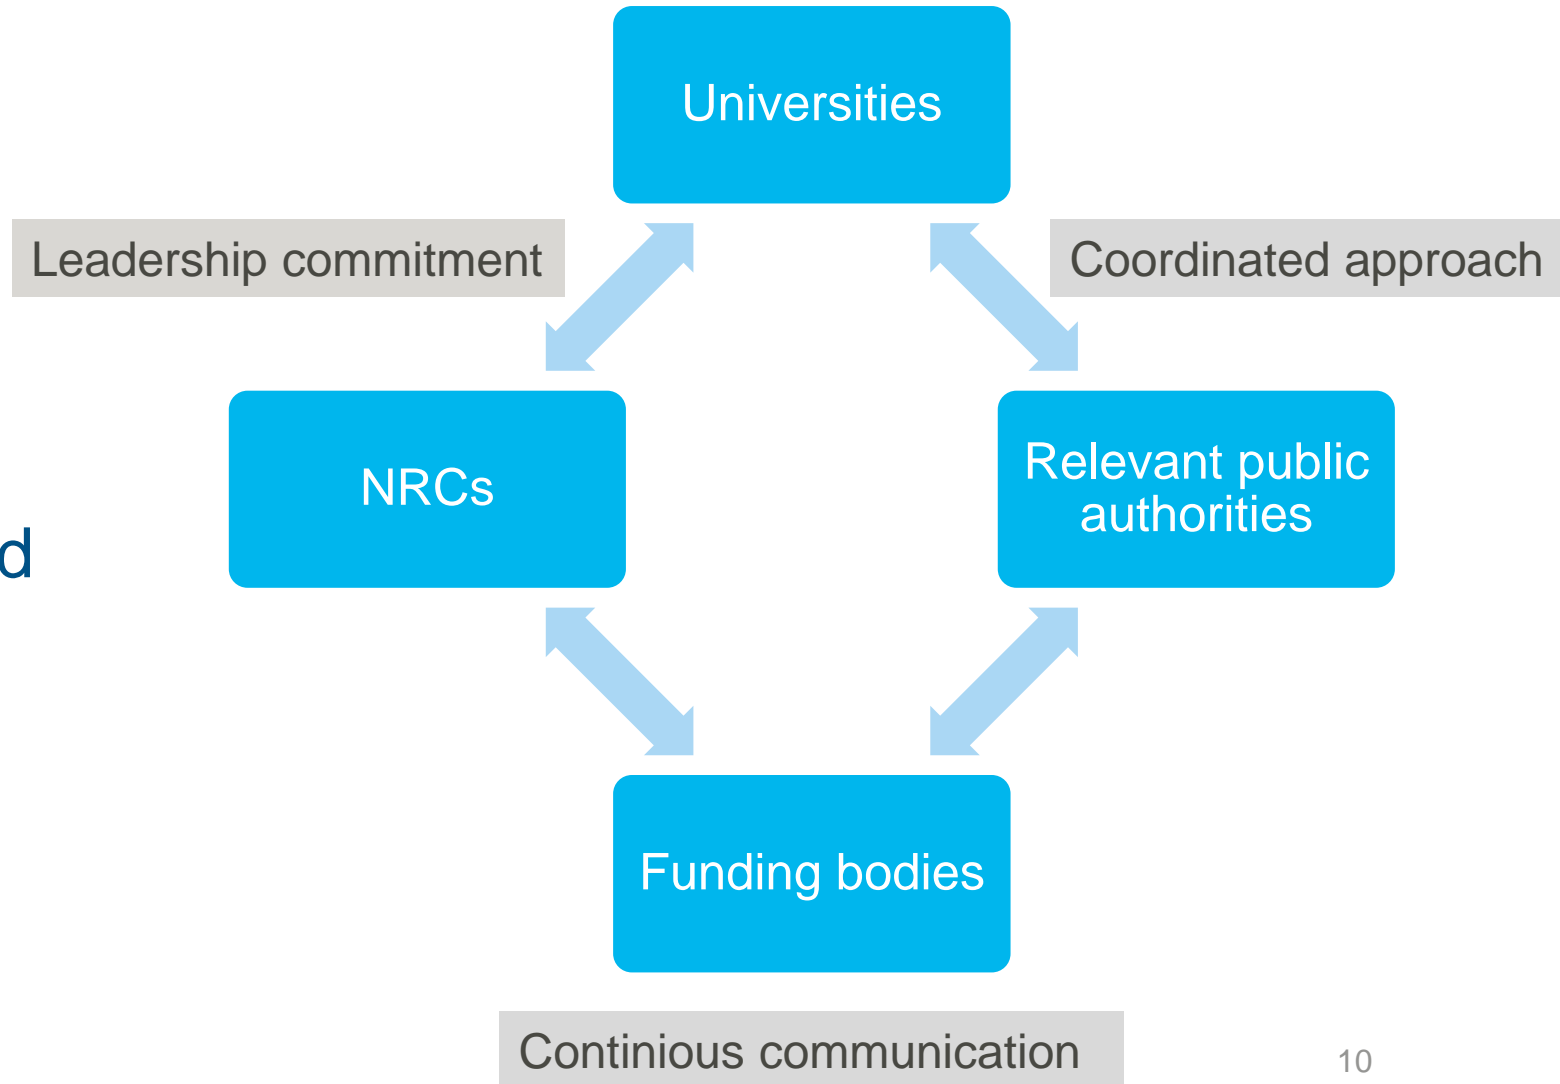 Universities
Leadership commitment
Coordinated approach
NRCs
Relevant public
authorities
d
Funding bodies
Continious communication
10